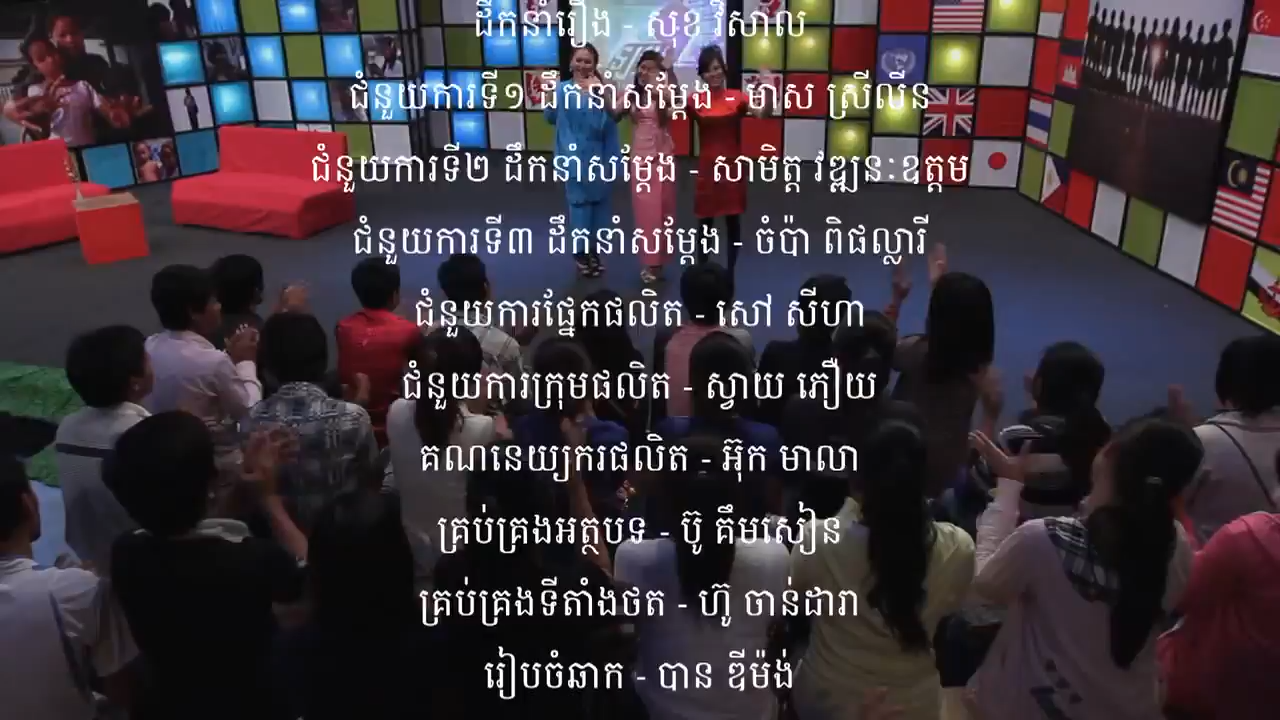 ដឹកនាំរឿង - សុខ វិសាល
ជំនួយការទី១ ដឹកនាំសម្ដែង - មាស ស្រីលីន
ជំនួយការទី២ ដឹកនាំសម្ដែង - សាមិត្ត វឌ្ឍនៈឧត្តម
ជំនួយការទី៣ ដឹកនាំសម្ដែង - ចំប៉ា ពិផល្លារី
ជំនួយការផ្នែកផលិត - សៅ សីហា
ជំនួយការក្រុមផលិត - ស្វាយ ភឿយ
គណនេយ្យករផលិត - អ៊ុក មាលា
គ្រប់គ្រងអត្ថបទ - ប៊ូ គឹមសៀន
គ្រប់គ្រងទីតាំងថត - ហ៊ូ ចាន់ដារា
រៀបចំឆាក - បាន ឌីម៉ង់